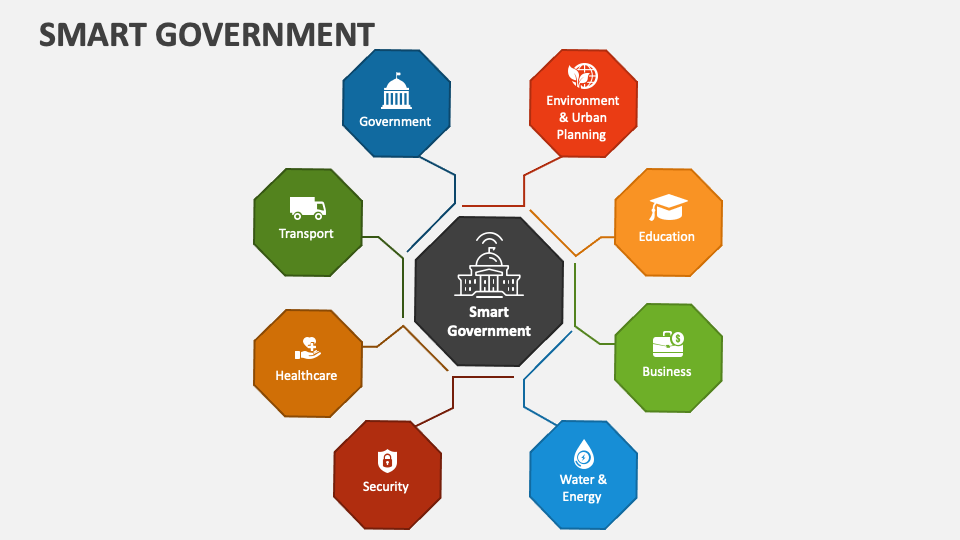 SMART GOVERNMENT
Government
Environment
& Urban
Planning
Transport
Education
Smart
Government
Healthcare
Business
Security
Water &
Energy
$